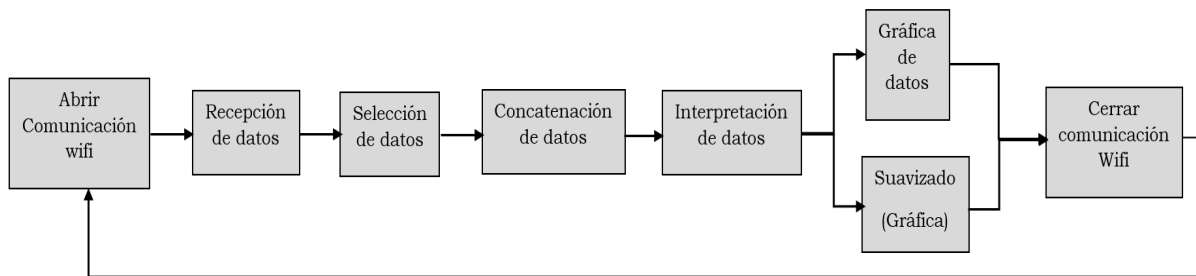 Abrir
Comunicación
wifi
Recepción
de datos
Selección
de datos
Concatenación
de datos
Interpretación
de datos
Gráfica
de
datos
Suavizado
(Gráfica)
Cerrar
comunicación
Wifi